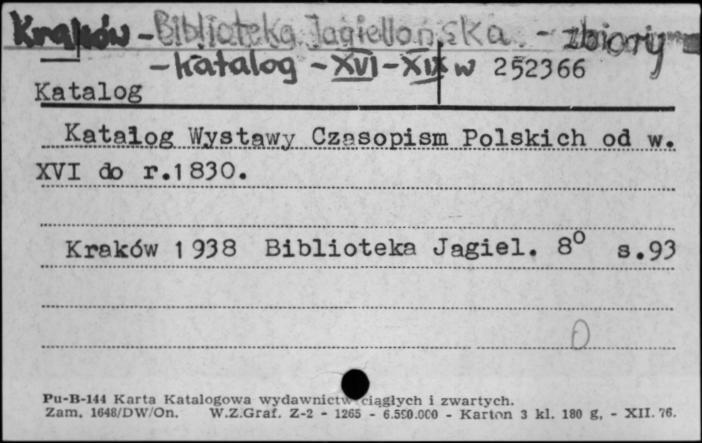 Kraków - Biblioteka Jagiellońska - zbiory
- katalog - XVI - XIX w 252366
Katalog
Katalog Wystawy Czasopism Polskich od w.
XVI do r.1830.
Kraków 1938 Biblioteka Jagiel. 8° s.93
0
Pu-B-144 Karta Katalogowa wydawnictw ciągłych i zwartych.
Zam. 1648/DW/On. W.Z.Graf. Z-2 - 1265 - 6.550.000 - Karton 3 kl. 180 g. - XII. 76.